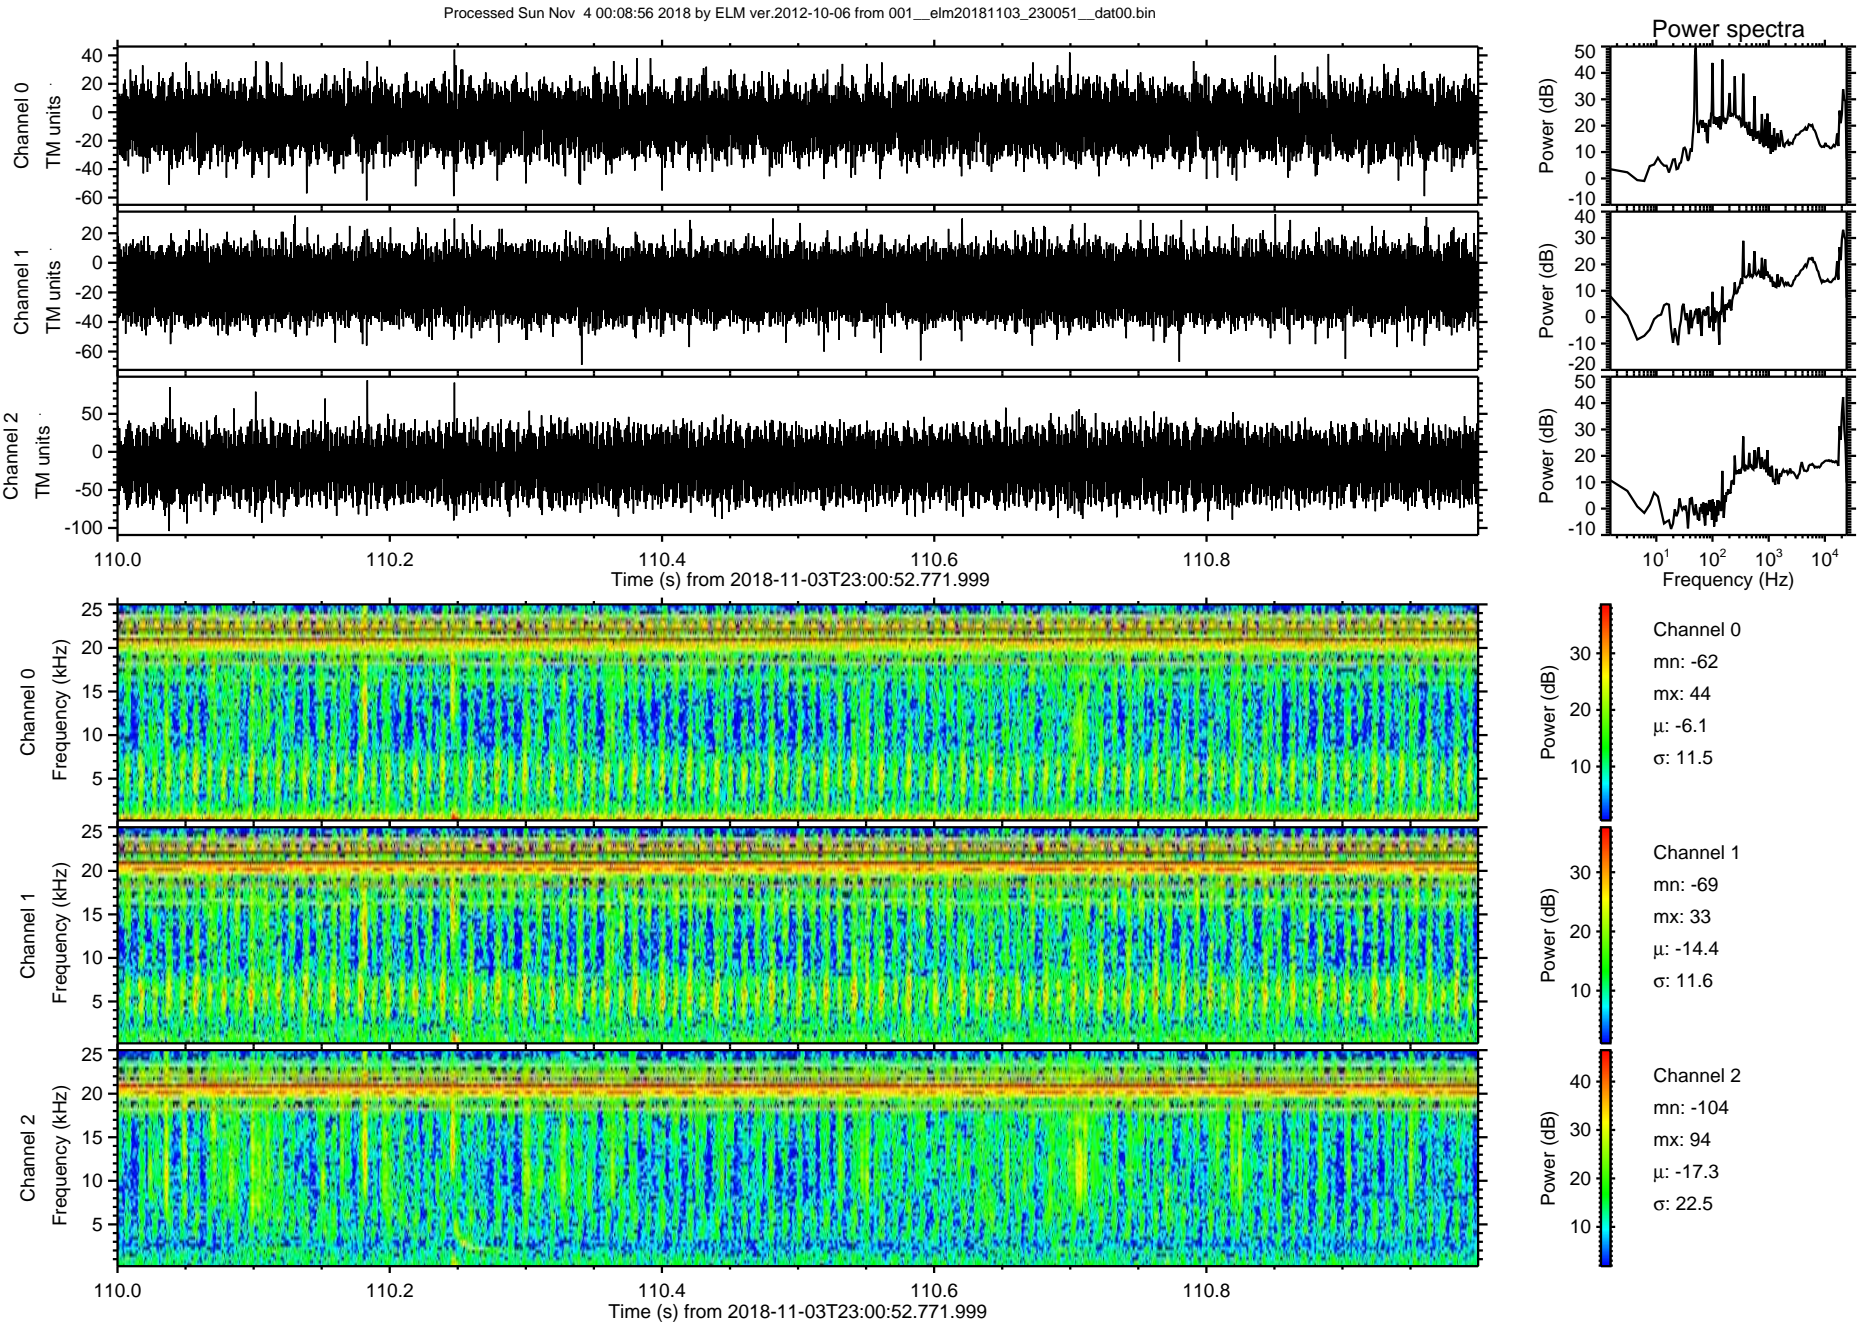 Processed Sun Nov 4 00:08:56 2018 by ELM ver.2012-10-06 from 001__elm20181103_230051__dat00.bin
Power spectra
Channel 0
TM units
40
20
0
-20
-40
-60
Power (dB)
50
40
30
20
10
0
-10
Channel 1
TM units
20
0
-20
-40
-60
Power (dB)
40
30
20
10
0
-10
-20
Channel 2
TM units
50
0
-50
-100
Power (dB)
50
40
30
20
10
0
-10
110.0 110.2 110.4 110.6 110.8
Time (s) from 2018-11-03T23:00:52.771.999
10¹ 10² 10³ 10⁴
Frequency (Hz)
Channel 0
Frequency (kHz)
25
20
15
10
5
Power (dB)
30
20
10
Channel 0
mn: -62
mx: 44
μ: -6.1
σ: 11.5
Channel 1
Frequency (kHz)
25
20
15
10
5
Power (dB)
30
20
10
Channel 1
mn: -69
mx: 33
μ: -14.4
σ: 11.6
Channel 2
Frequency (kHz)
25
20
15
10
5
Power (dB)
40
30
20
10
Channel 2
mn: -104
mx: 94
μ: -17.3
σ: 22.5
110.0 110.2 110.4 110.6 110.8
Time (s) from 2018-11-03T23:00:52.771.999